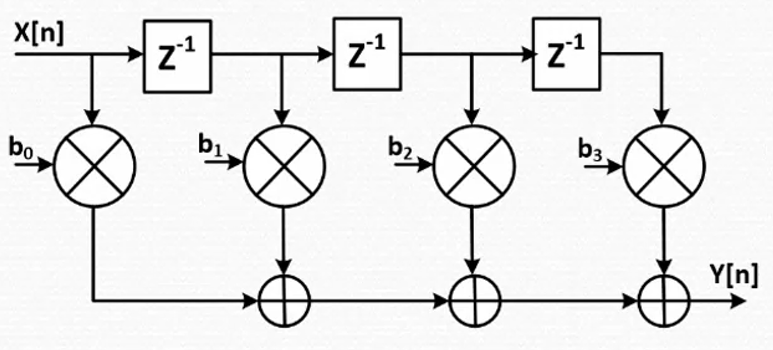 X[n]
Z⁻¹
Z⁻¹
Z⁻¹
b₀
b₁
b₂
b₃
Y[n]